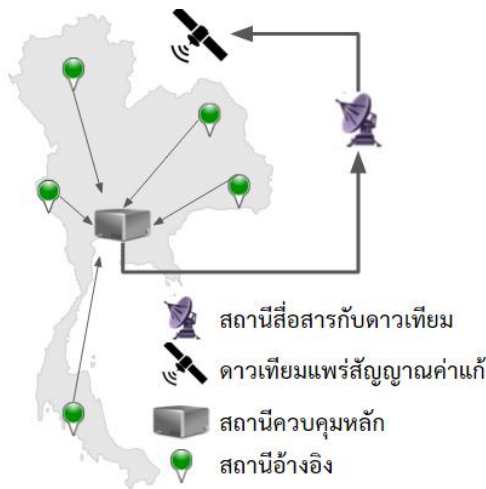 สถานีสื่อสารกับดาวเทียม
ดาวเทียมแพร่สัญญาณค่าแก้
สถานีควบคุมหลัก
สถานีอ้างอิง